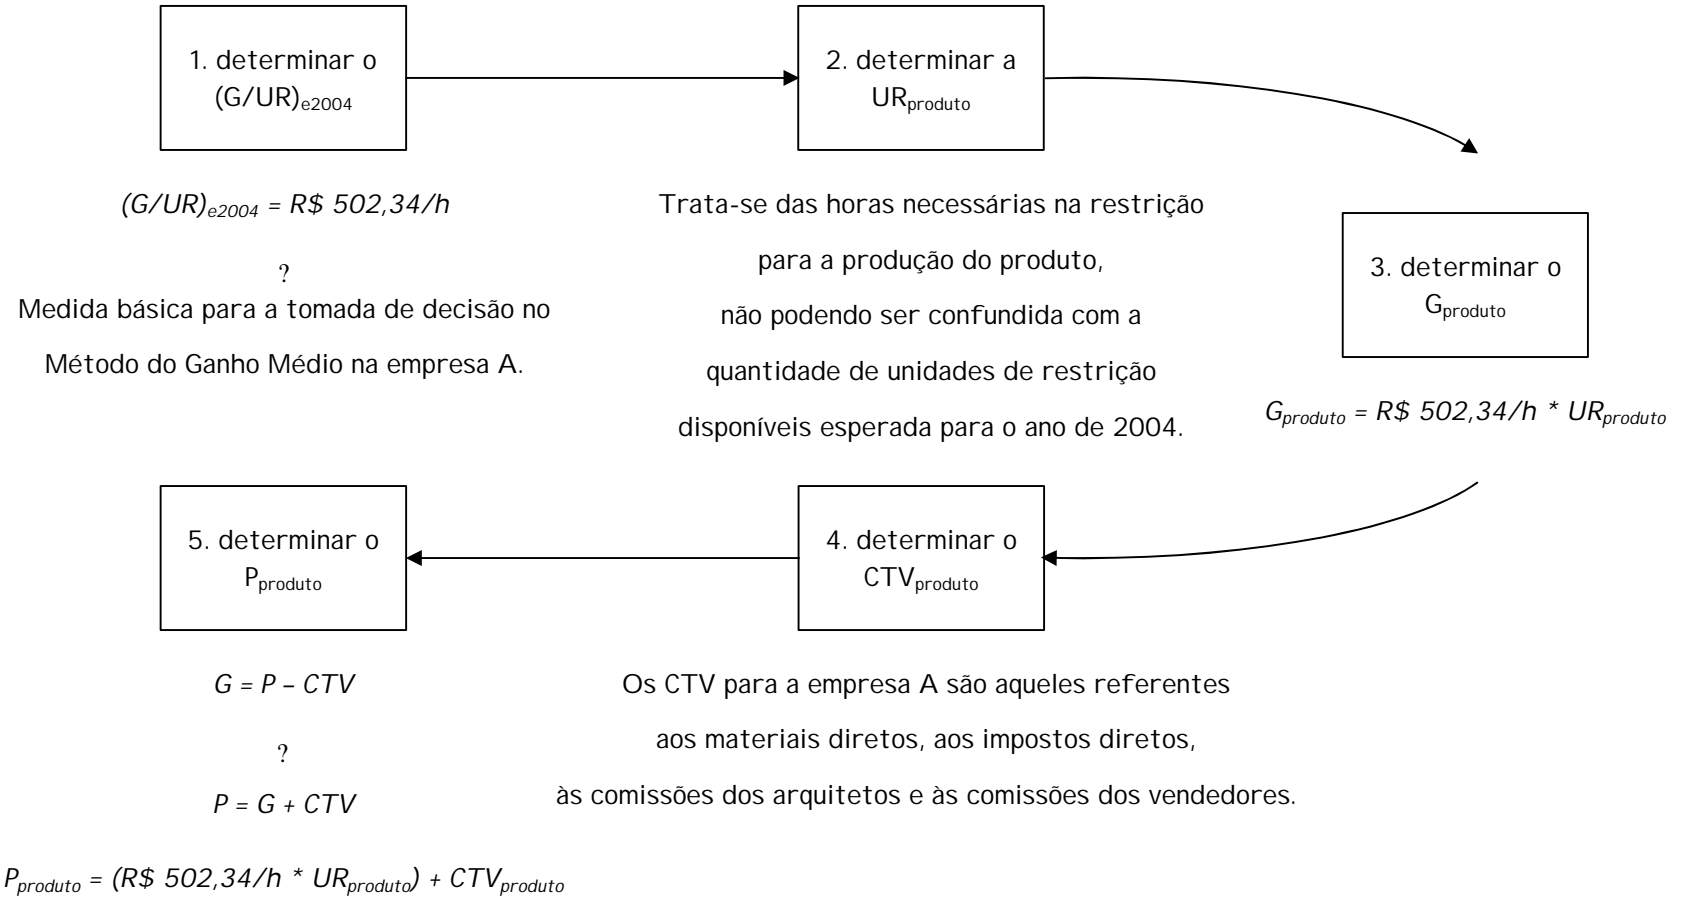 1. determinar o
(G/UR)e2004
2. determinar a
URproduto
(G/UR)e2004 = R$ 502,34/h
?
Medida básica para a tomada de decisão no
Método do Ganho Médio na empresa A.
Trata-se das horas necessárias na restrição
para a produção do produto,
não podendo ser confundida com a
quantidade de unidades de restrição
disponíveis esperada para o ano de 2004.
3. determinar o
Gproduto
Gproduto = R$ 502,34/h * URproduto
4. determinar o
CTVproduto
Os CTV para a empresa A são aqueles referentes
aos materiais diretos, aos impostos diretos,
às comissões dos arquitetos e às comissões dos vendedores.
5. determinar o
Pproduto
G = P – CTV
?
P = G + CTV
Pproduto = (R$ 502,34/h * URproduto) + CTVproduto